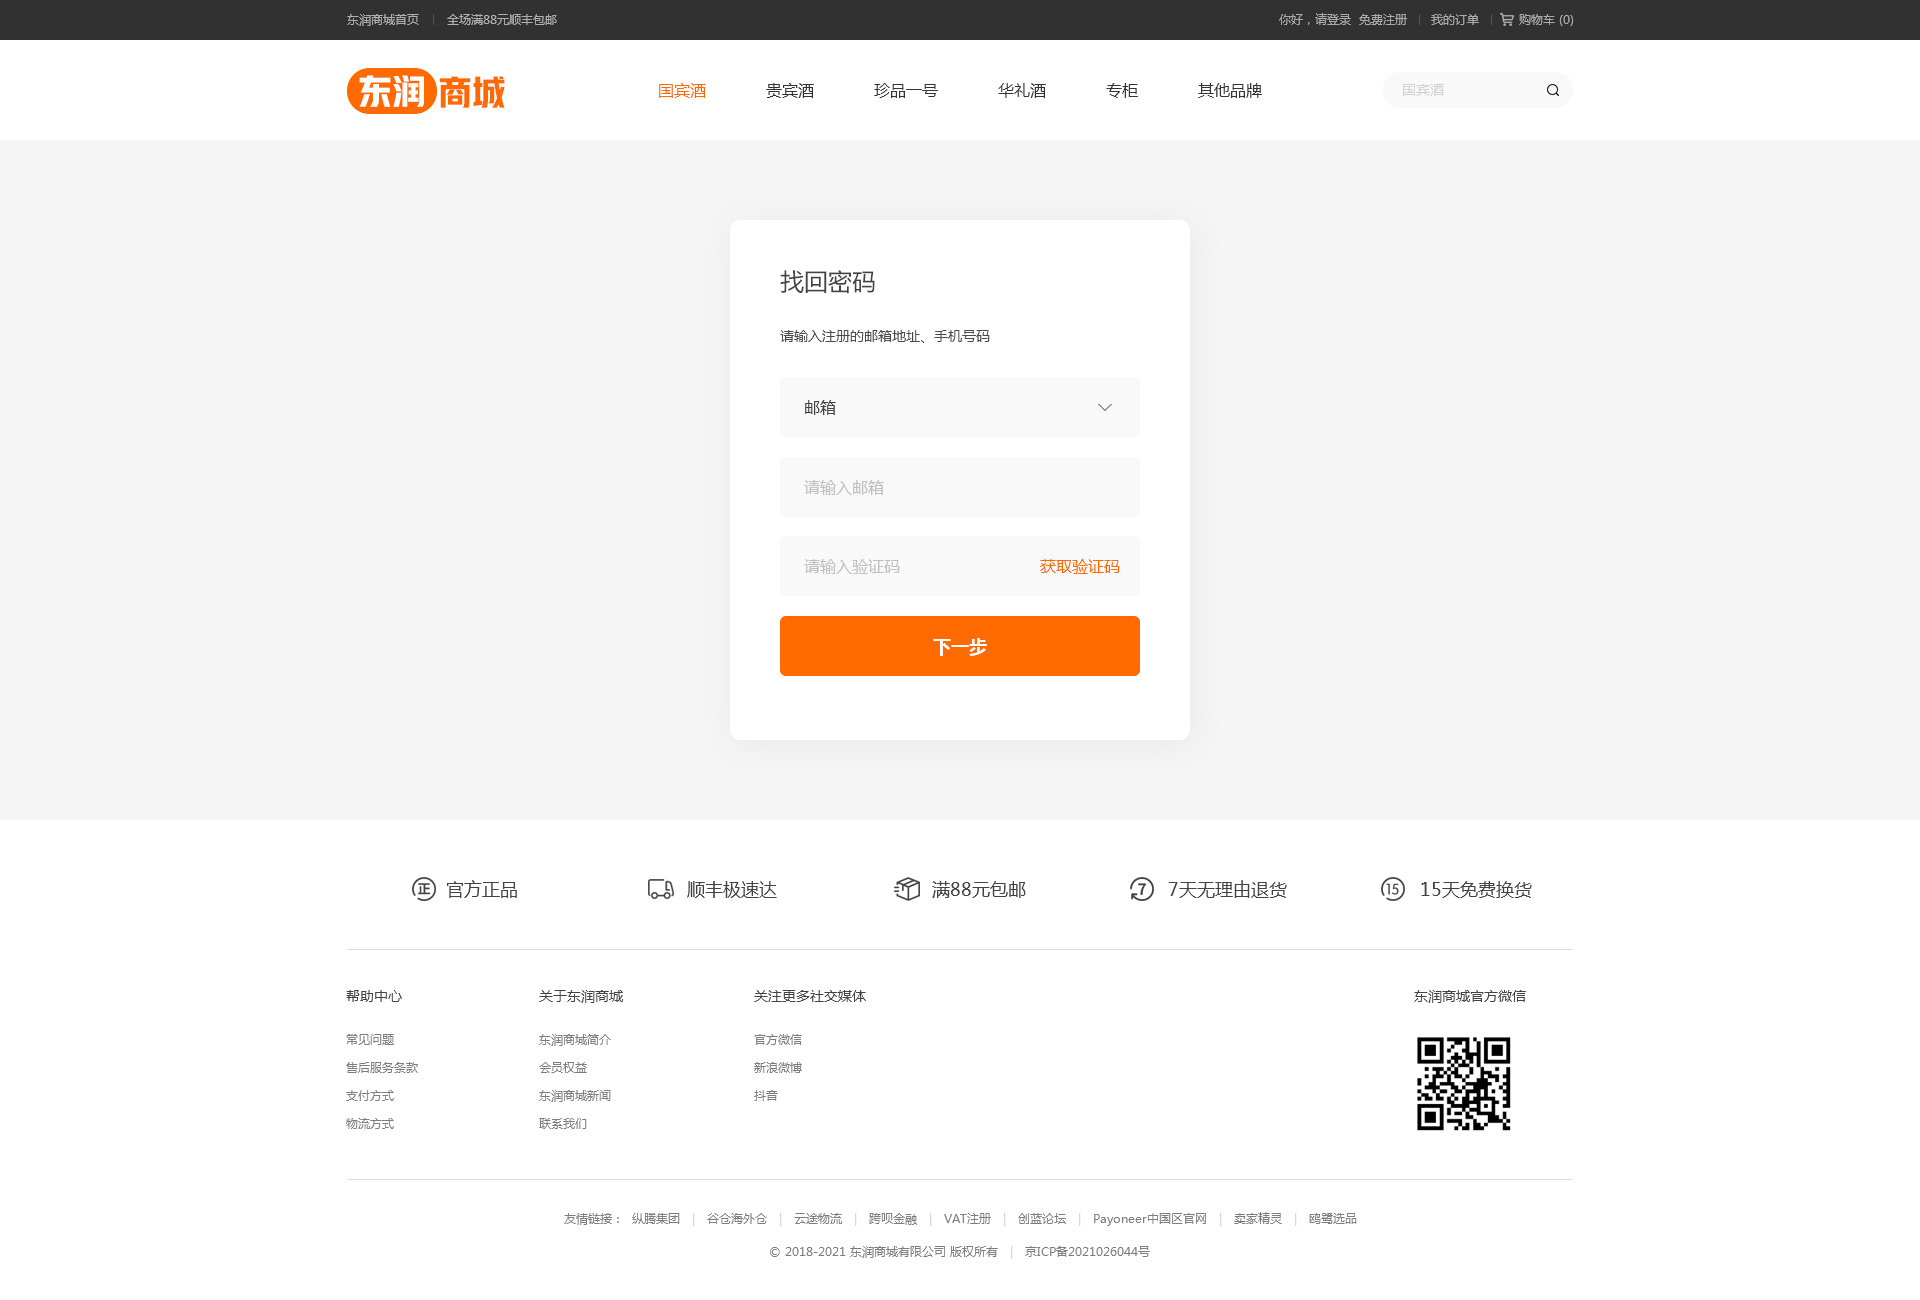 东润商城首页 | 全场满88元顺丰包邮 你好，请登录 免费注册 | 我的订单 | 购物车 (0)
东润商城 国宾酒 贵宾酒 珍品一号 华礼酒 专柜 其他品牌 国宾酒
找回密码
请输入注册的邮箱地址、手机号码
邮箱
请输入邮箱
请输入验证码 获取验证码
下一步
正 官方正品 顺丰极速达 满88元包邮 7 7天无理由退货 15 15天免费换货
帮助中心 关于东润商城 关注更多社交媒体 东润商城官方微信
常见问题 东润商城简介 官方微信
售后服务条款 会员权益 新浪微博
支付方式 东润商城新闻 抖音
物流方式 联系我们
友情链接： 纵腾集团 | 谷仓海外仓 | 云途物流 | 跨呗金融 | VAT注册 | 创蓝论坛 | Payoneer中国区官网 | 卖家精灵 | 鸥鹭选品
© 2018-2021 东润商城有限公司 版权所有 | 京ICP备2021026044号